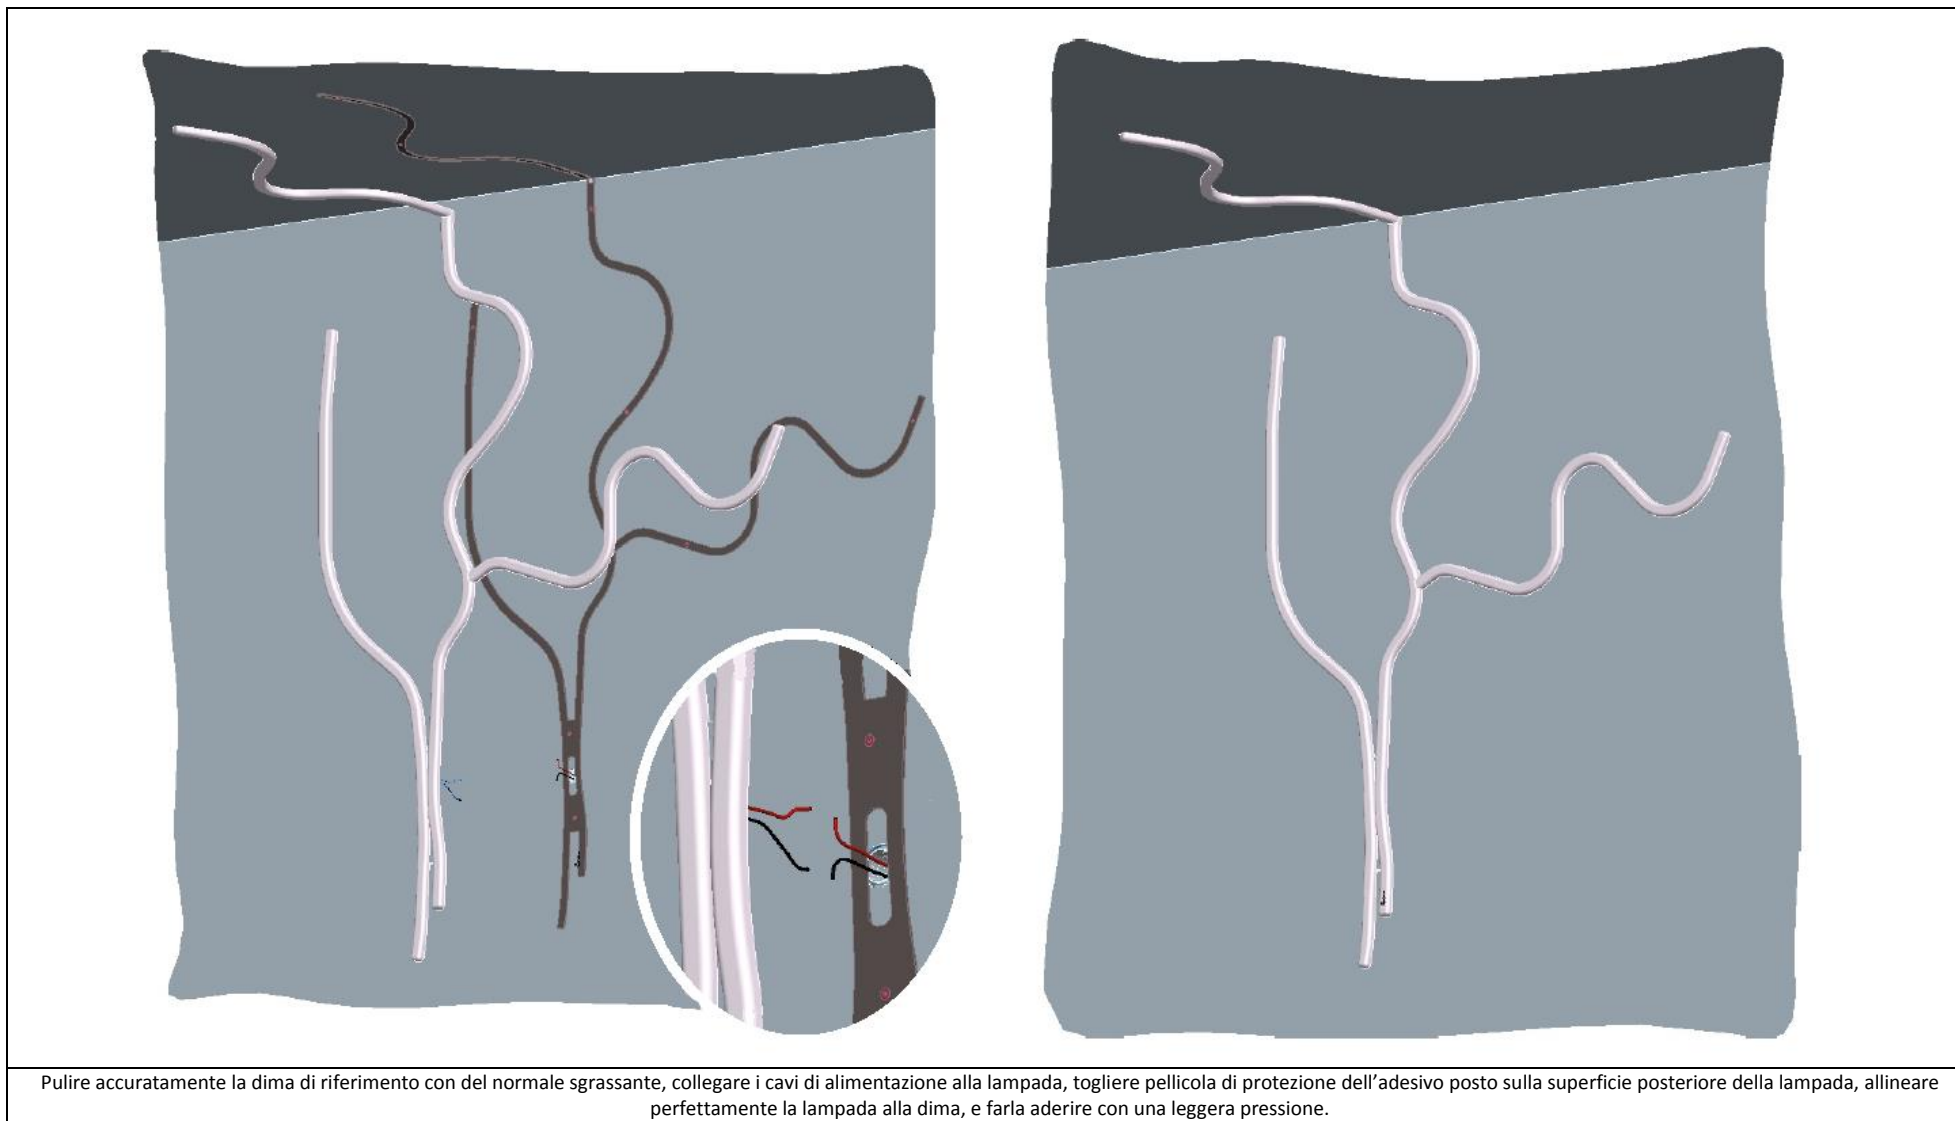 Pulire accuratamente la dima di riferimento con del normale sgrassante, collegare i cavi di alimentazione alla lampada, togliere pellicola di protezione dell’adesivo posto sulla superficie posteriore della lampada, allineare
perfettamente la lampada alla dima, e farla aderire con una leggera pressione.